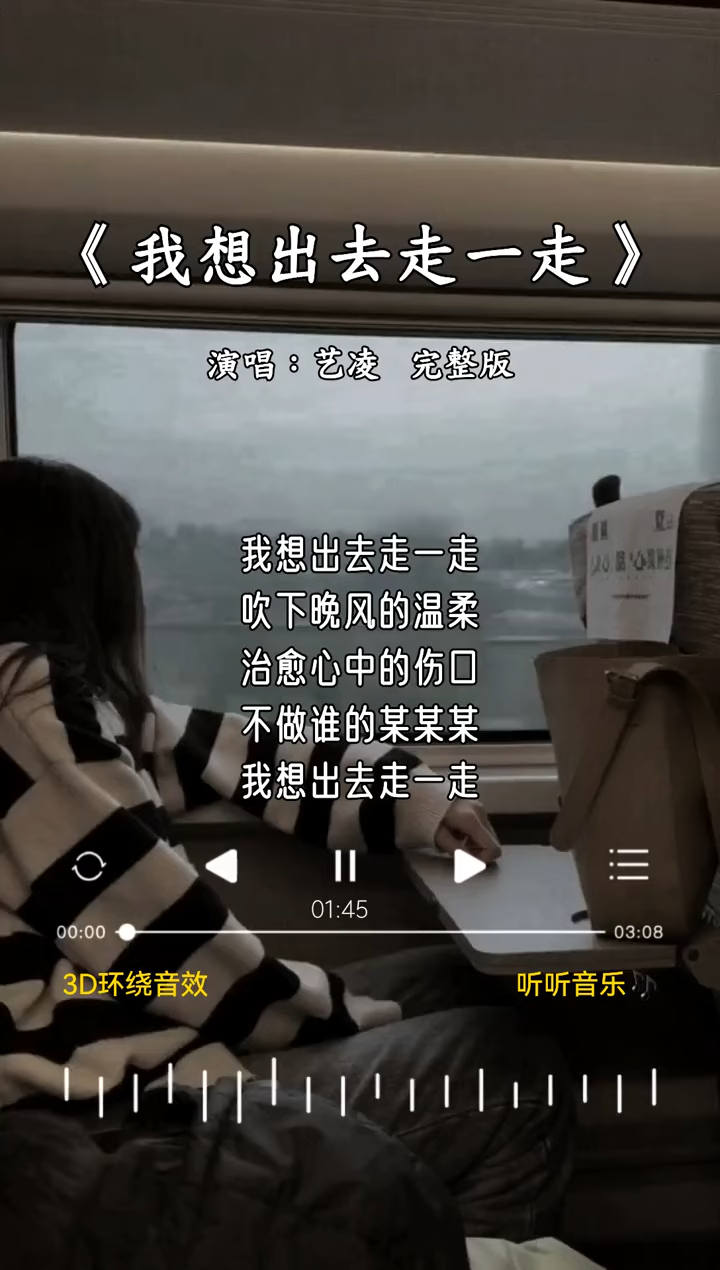 《我想出去走一走》
演唱：艺凌 完整版
我想出去走一走
吹下晚风的温柔
治愈心中的伤口
不做谁的某某某
我想出去走一走
01:45
00:00 03:08
3D环绕音效 听听音乐